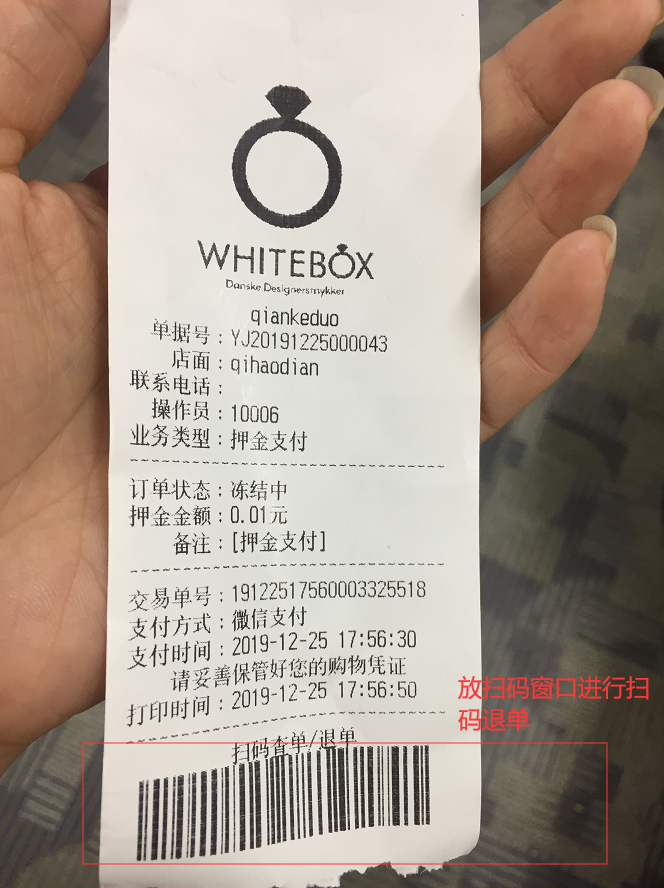 WHITEBOX
Danske Designersmykker
qiankeduo
单据号：YJ20191225000043
店面：qihaodian
联系电话：
操作员：10006
业务类型：押金支付
订单状态：冻结中
押金金额：0.01元
备注：[押金支付]
交易单号：19122517560003325518
支付方式：微信支付
支付时间：2019-12-25 17:56:30
请妥善保管好您的购物凭证
打印时间：2019-12-25 17:56:50
放扫码窗口进行扫
码退单
扫码查单/退单